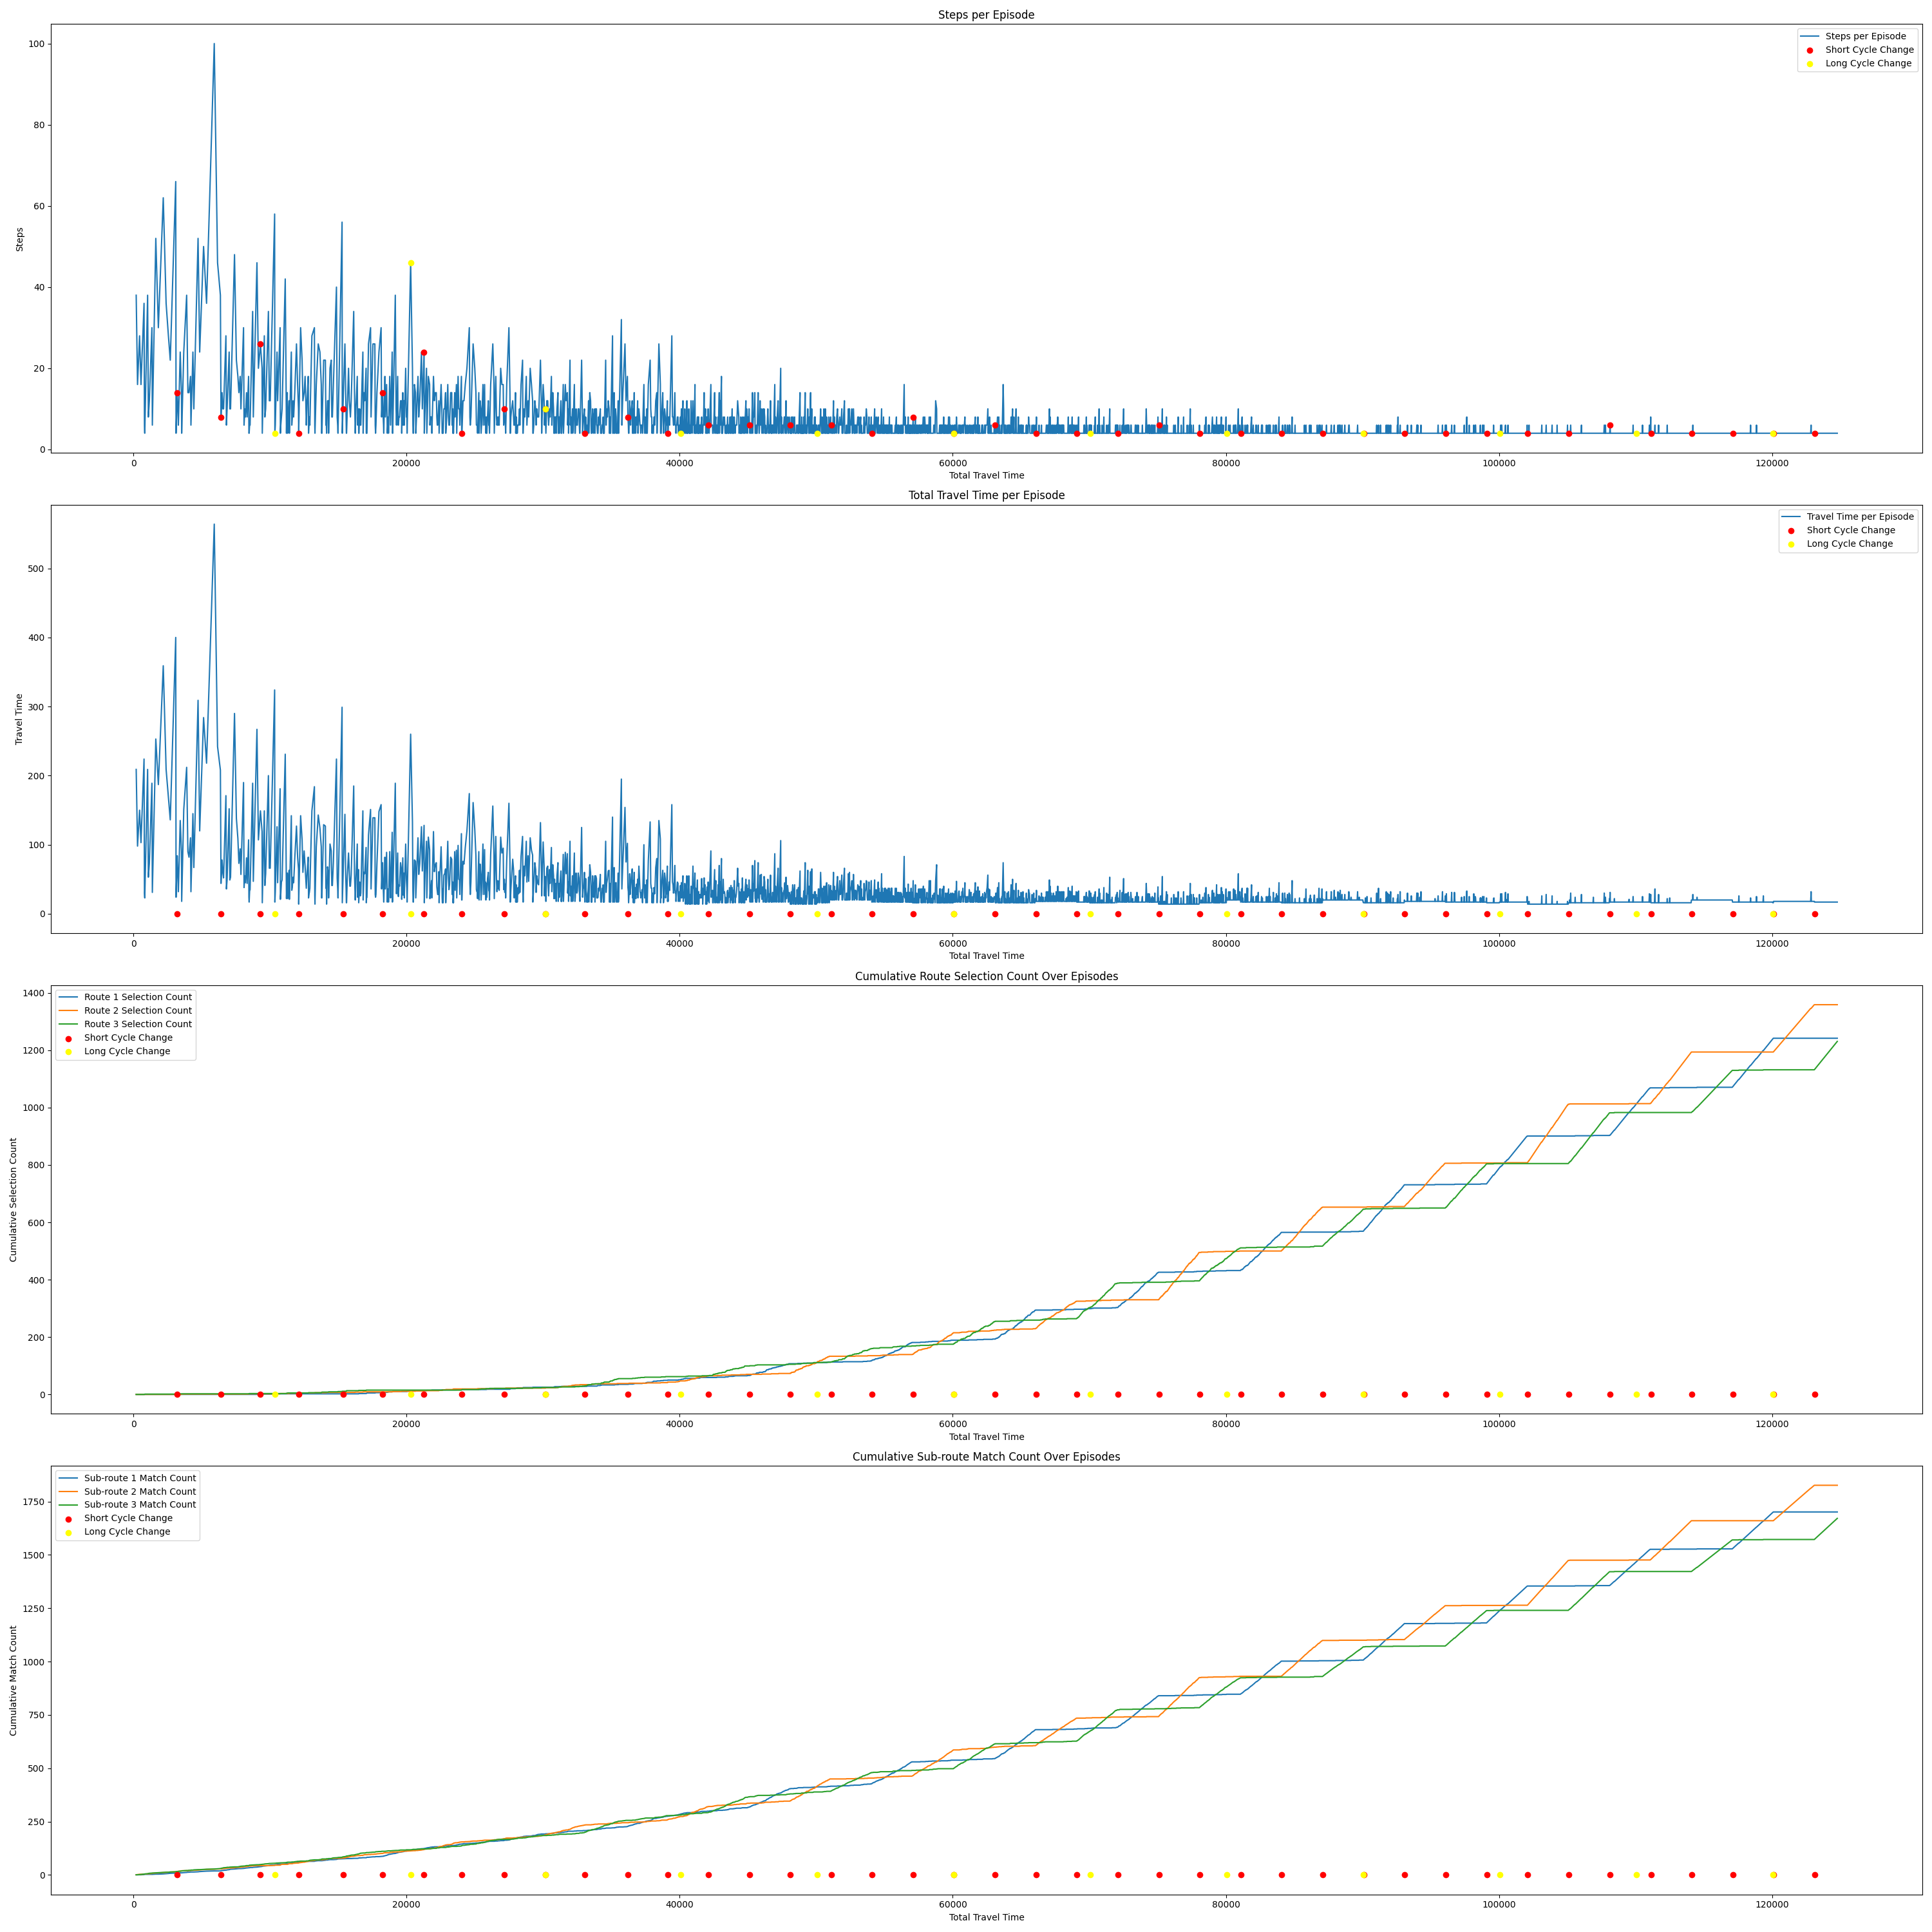 Steps per Episode
Steps per Episode
Short Cycle Change
Long Cycle Change
100
80
60
40
20
0
Steps
0 20000 40000 60000 80000 100000 120000
Total Travel Time
Total Travel Time per Episode
Travel Time per Episode
Short Cycle Change
Long Cycle Change
500
400
300
200
100
0
Travel Time
0 20000 40000 60000 80000 100000 120000
Total Travel Time
Cumulative Route Selection Count Over Episodes
Route 1 Selection Count
Route 2 Selection Count
Route 3 Selection Count
Short Cycle Change
Long Cycle Change
1400
1200
1000
800
600
400
200
0
Cumulative Selection Count
0 20000 40000 60000 80000 100000 120000
Total Travel Time
Cumulative Sub-route Match Count Over Episodes
Sub-route 1 Match Count
Sub-route 2 Match Count
Sub-route 3 Match Count
Short Cycle Change
Long Cycle Change
1750
1500
1250
1000
750
500
250
0
Cumulative Match Count
0 20000 40000 60000 80000 100000 120000
Total Travel Time